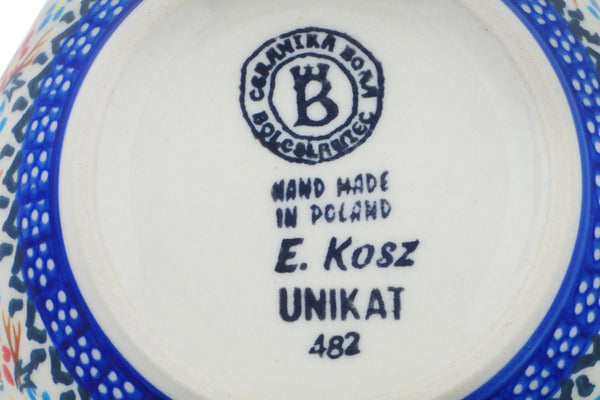 CERAMIKA BONA
B
BOLESŁAWIEC
HAND MADE
IN POLAND
E. Kosz
UNIKAT
482